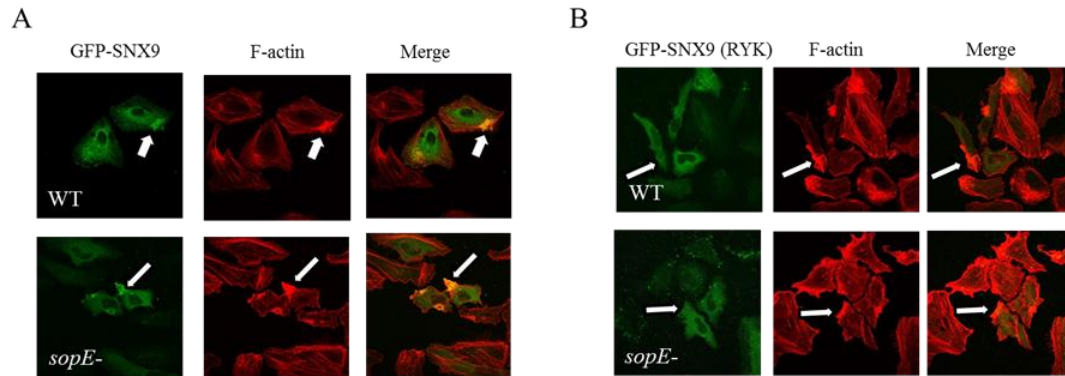 A
GFP-SNX9 F-actin Merge
WT
sopE-
B
GFP-SNX9 (RYK) F-actin Merge
WT
sopE-